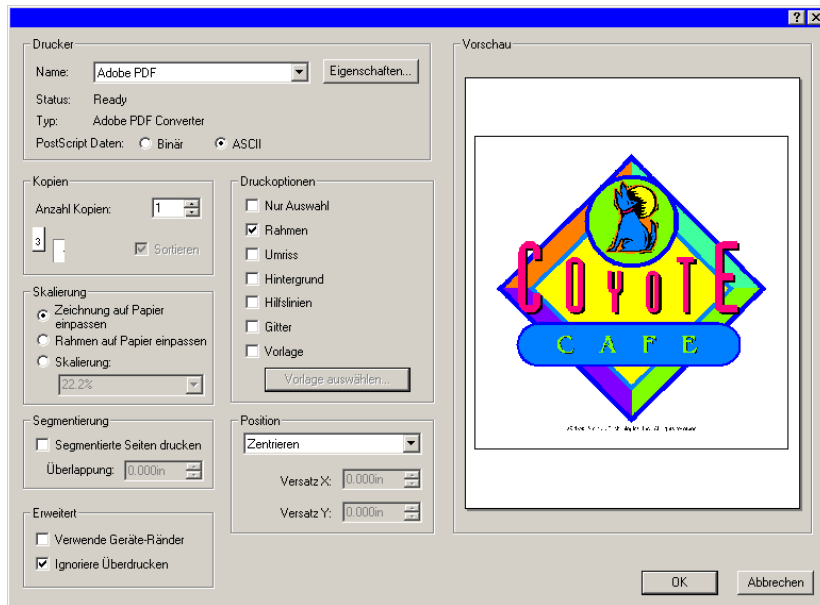 Drucker
Name: Adobe PDF Eigenschaften...
Status: Ready
Typ: Adobe PDF Converter
PostScript Daten: Binär ASCII
Kopien
Anzahl Kopien: 1
3
Sortieren
Skalierung
Zeichnung auf Papier
einpassen
Rahmen auf Papier einpassen
Skalierung:
22.2%
Segmentierung
Segmentierte Seiten drucken
Überlappung: 0.000in
Erweitert
Verwende Geräte-Ränder
Ignoriere Überdrucken
Druckoptionen
Nur Auswahl
Rahmen
Umriss
Hintergrund
Hilfslinien
Gitter
Vorlage
Vorlage auswählen...
Position
Zentrieren
Versatz X: 0.000in
Versatz Y: 0.000in
Vorschau
COYOTE
CAFE
OK Abbrechen